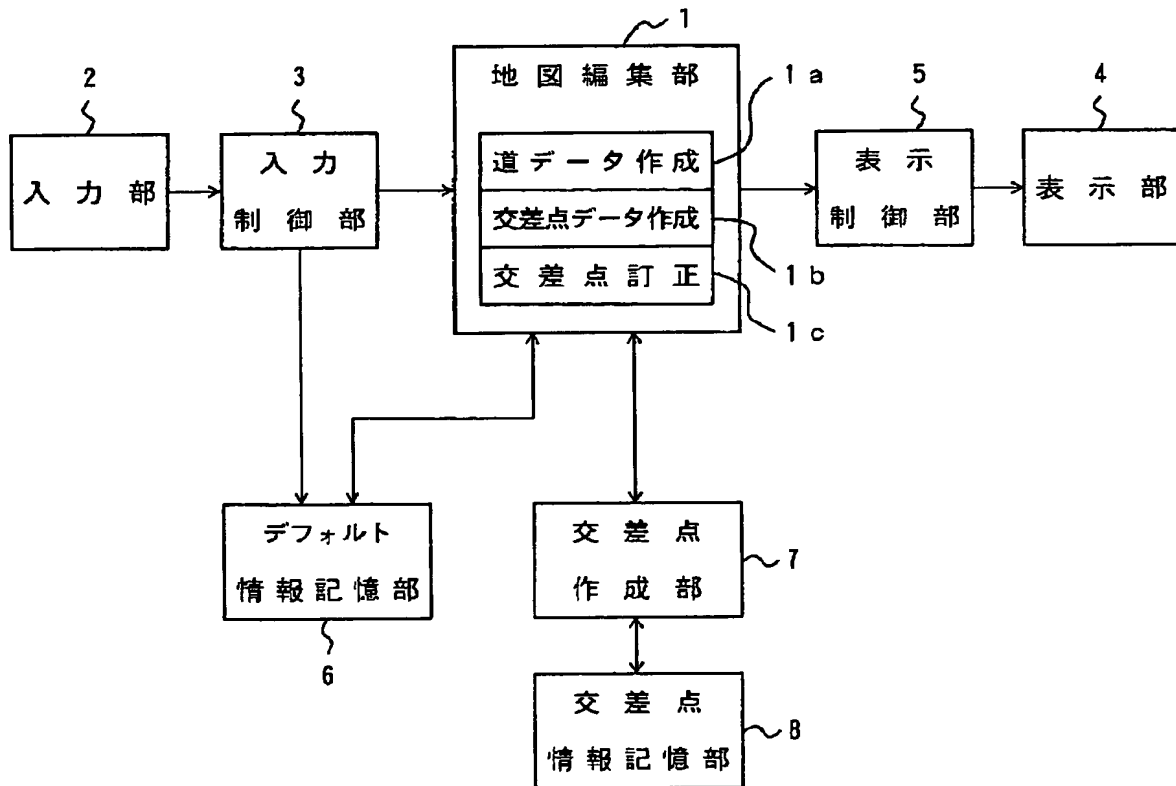 1
地図編集部
1a
2
3
5
4
道データ作成
入力部
入力
制御部
交差点データ作成
表示
制御部
表示部
交差点訂正
1b
1c
デフォルト
情報記憶部
交差点
作成部
7
6
交差点
情報記憶部
8